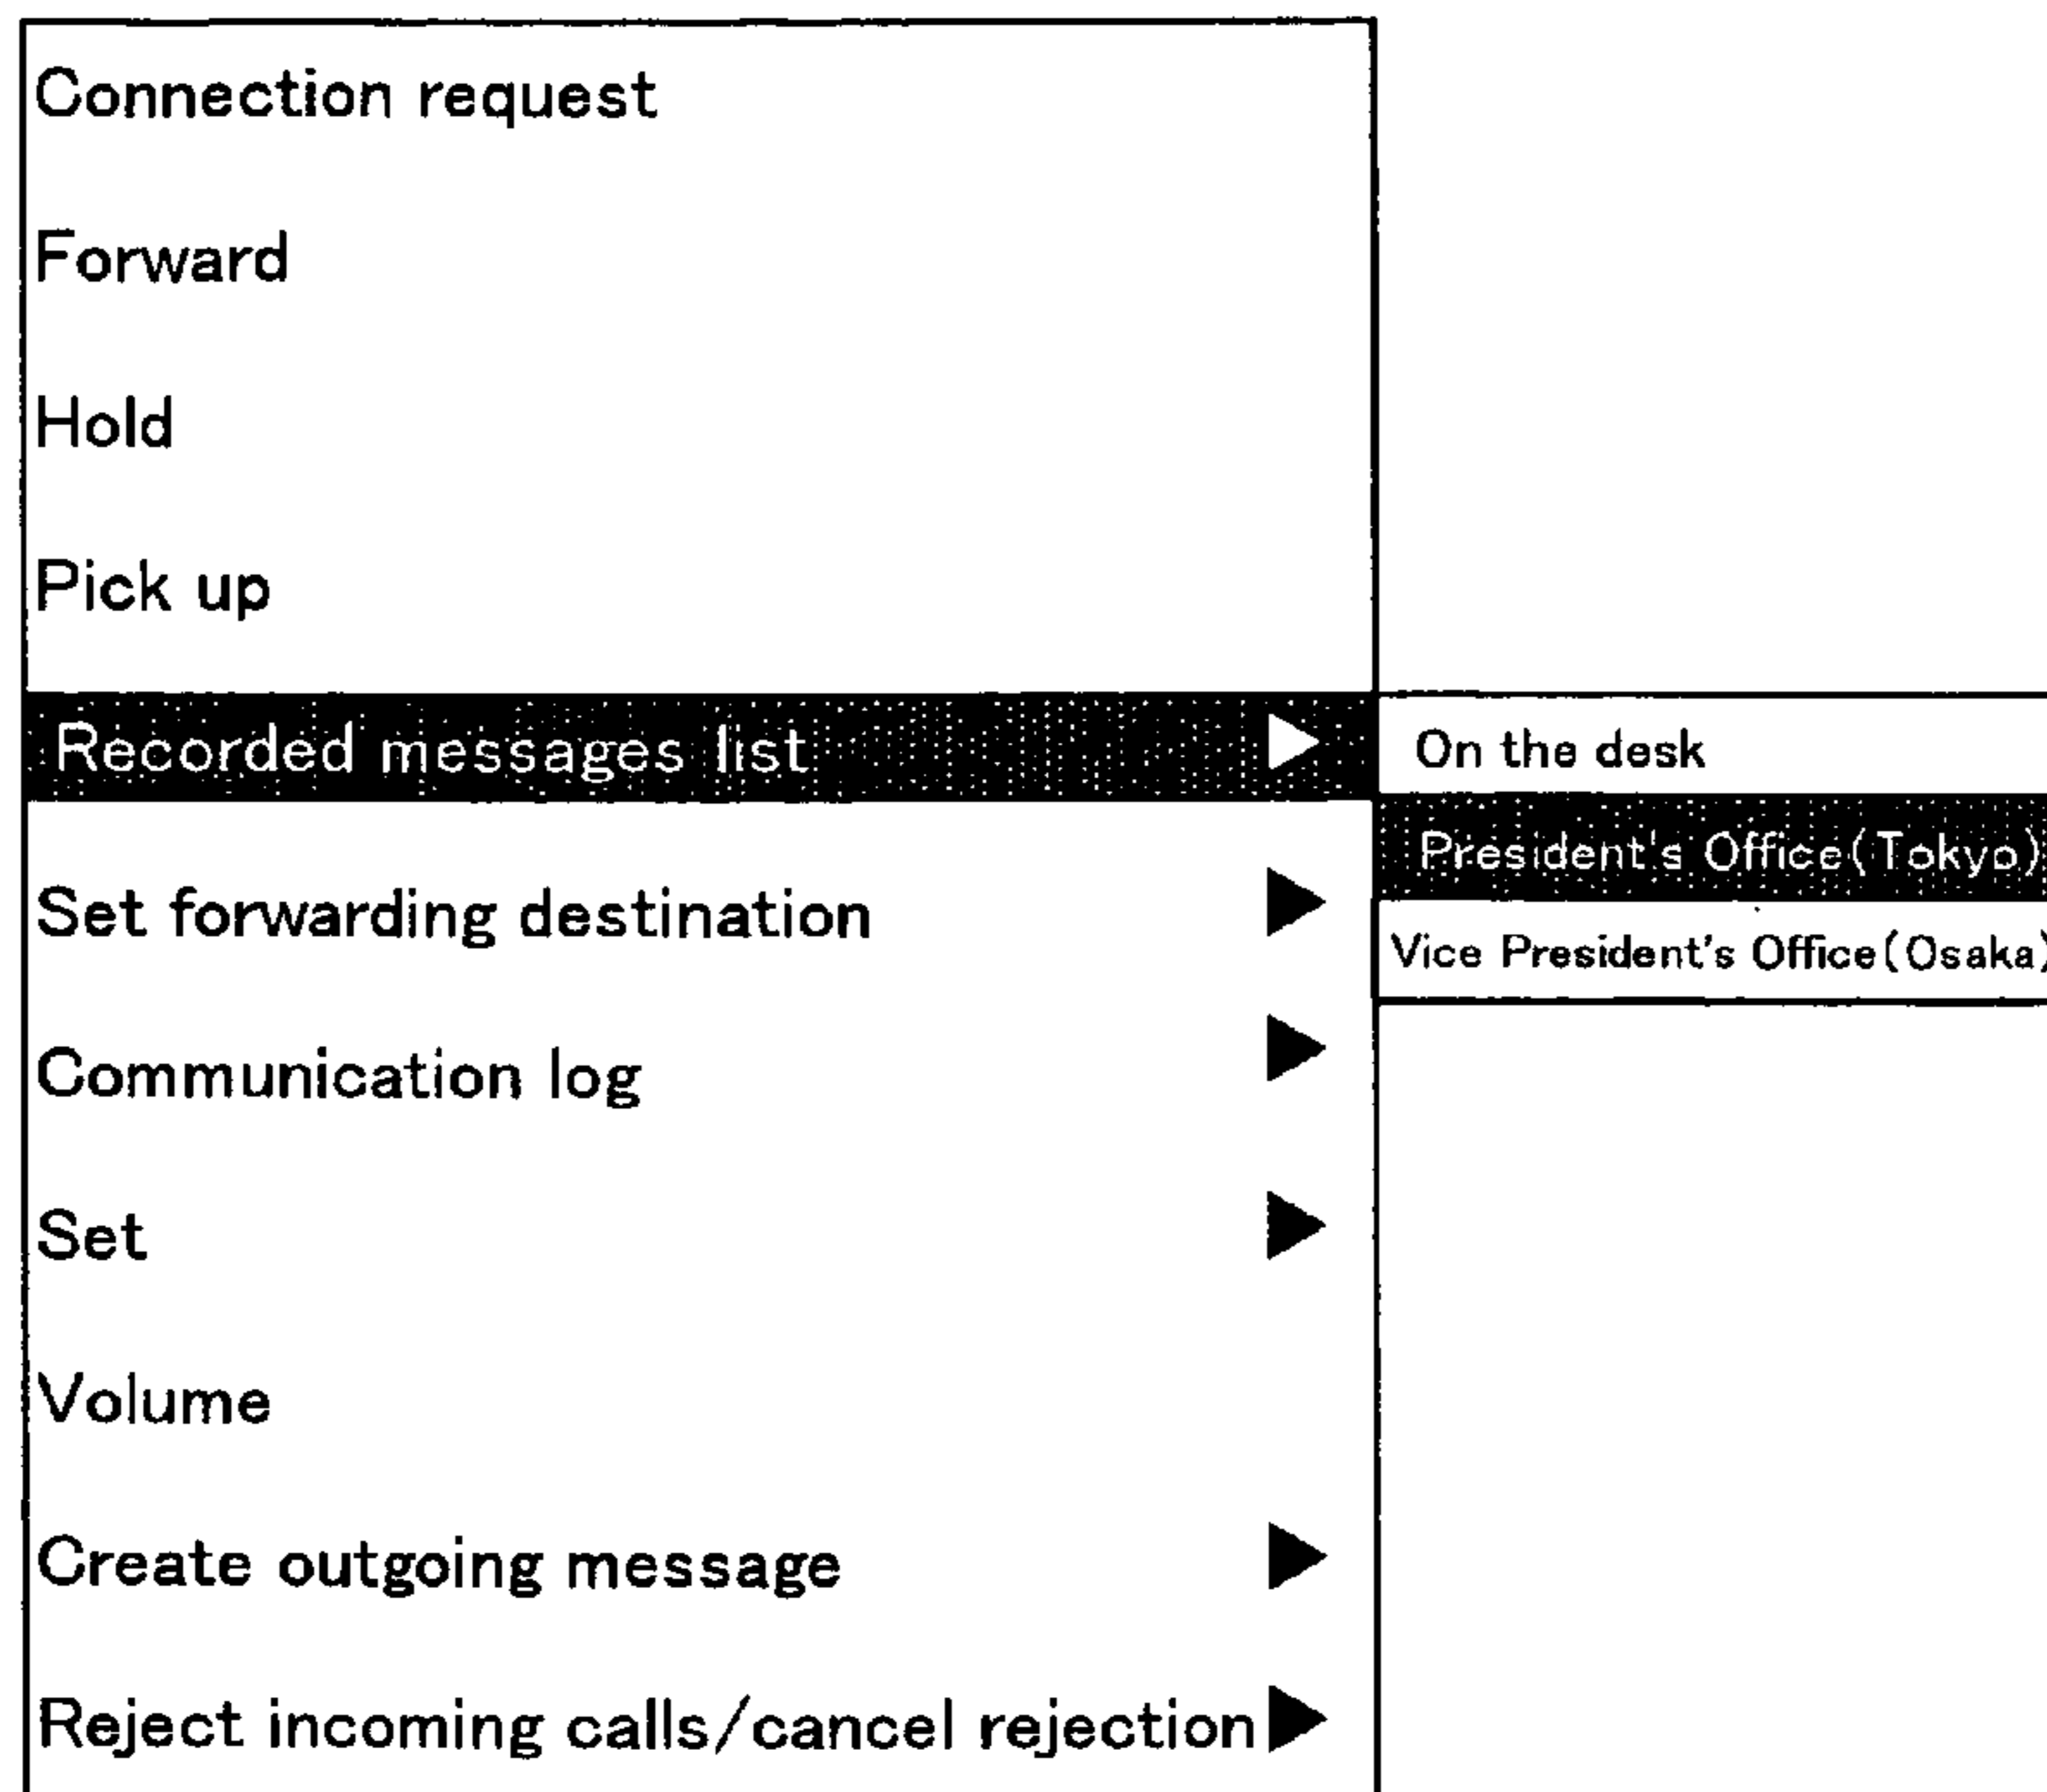 Connection request
Forward
Hold
Pick up
Recorded messages list
On the desk
President's Office(Tokyo)
Set forwarding destination
Vice President's Office(Osaka)
Communication log
Set
Volume
Create outgoing message
Reject incoming calls/cancel rejection